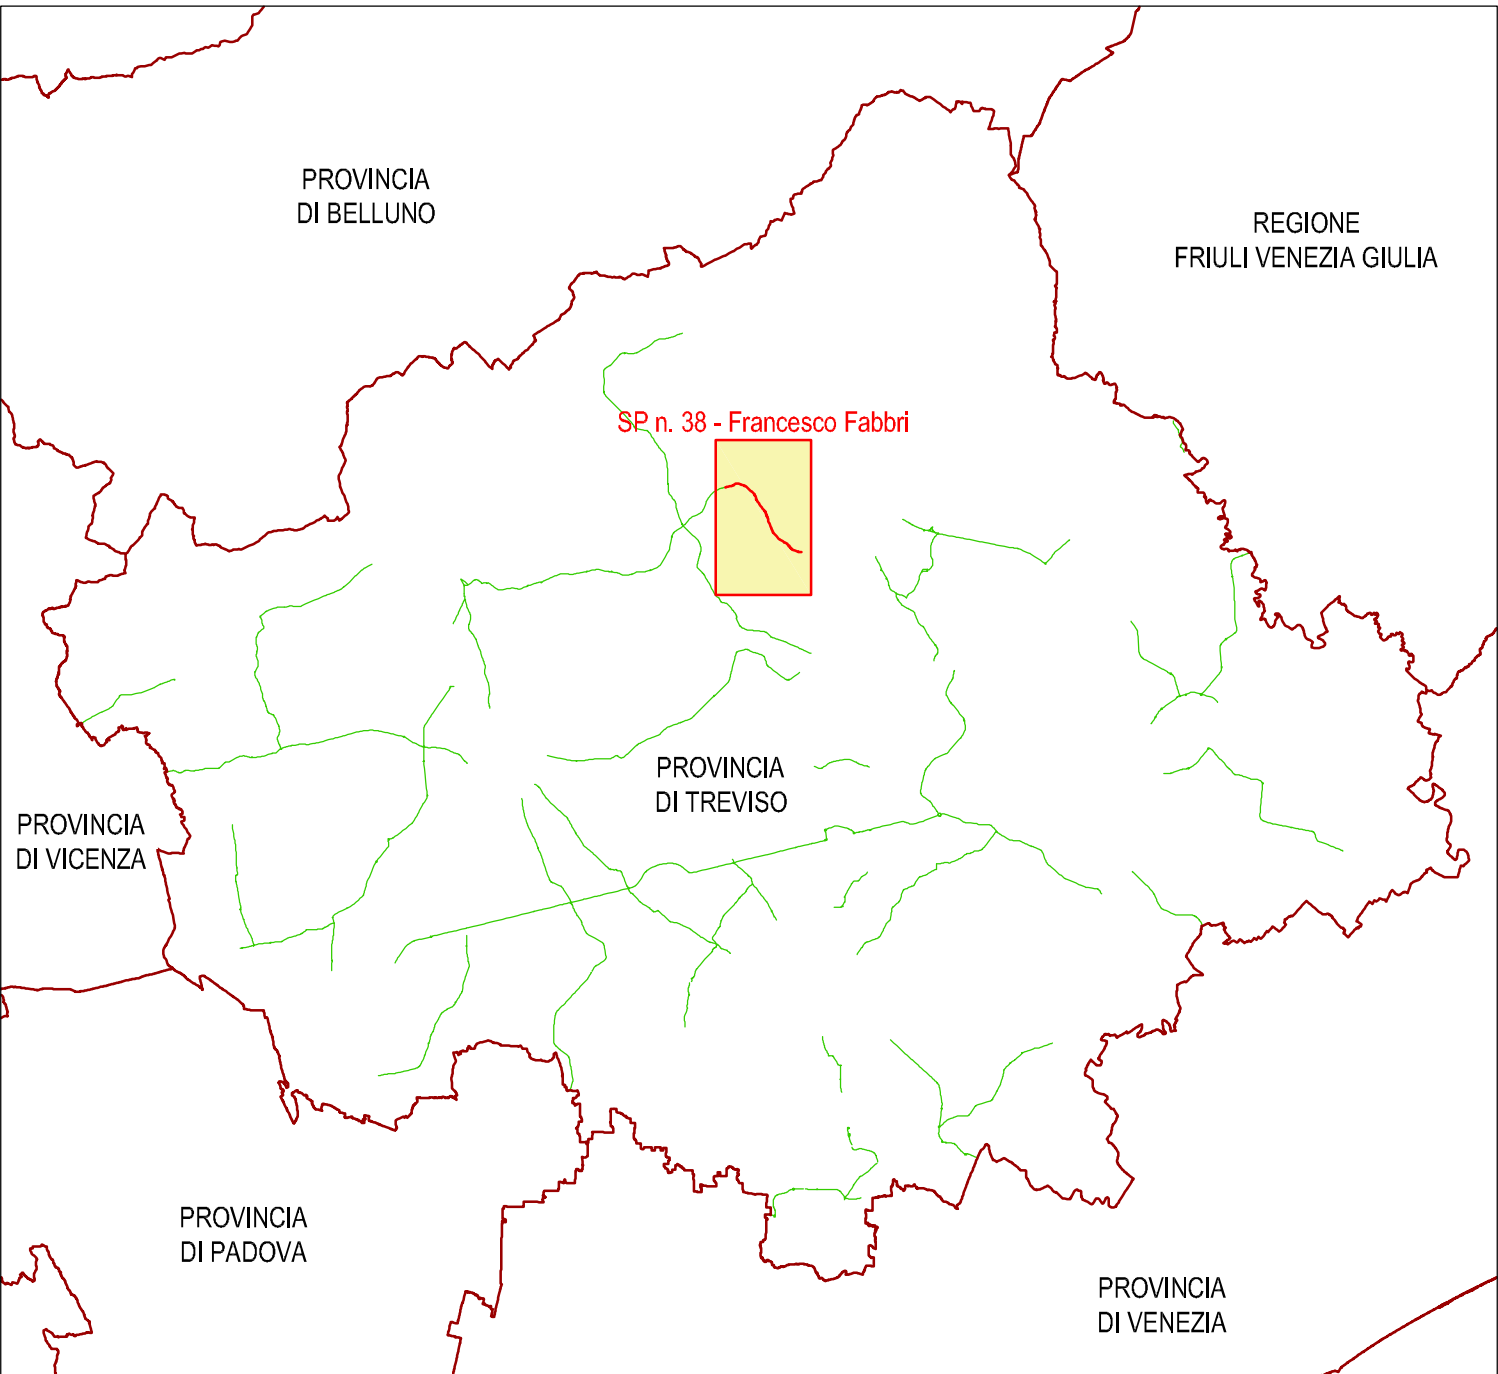 PROVINCIA
DI BELLUNO
REGIONE
FRIULI VENEZIA GIULIA
SP n. 38 - Francesco Fabbri
PROVINCIA
DI TREVISO
PROVINCIA
DI VICENZA
PROVINCIA
DI PADOVA
PROVINCIA
DI VENEZIA